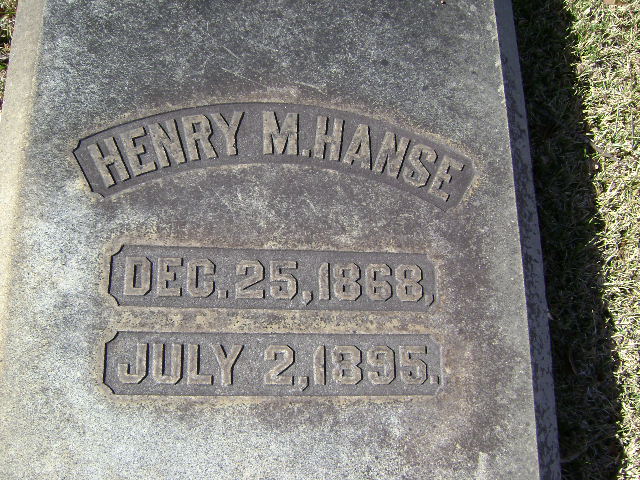 HENRY M. HANSE
DEC. 25, 1868,
JULY 2, 1895.